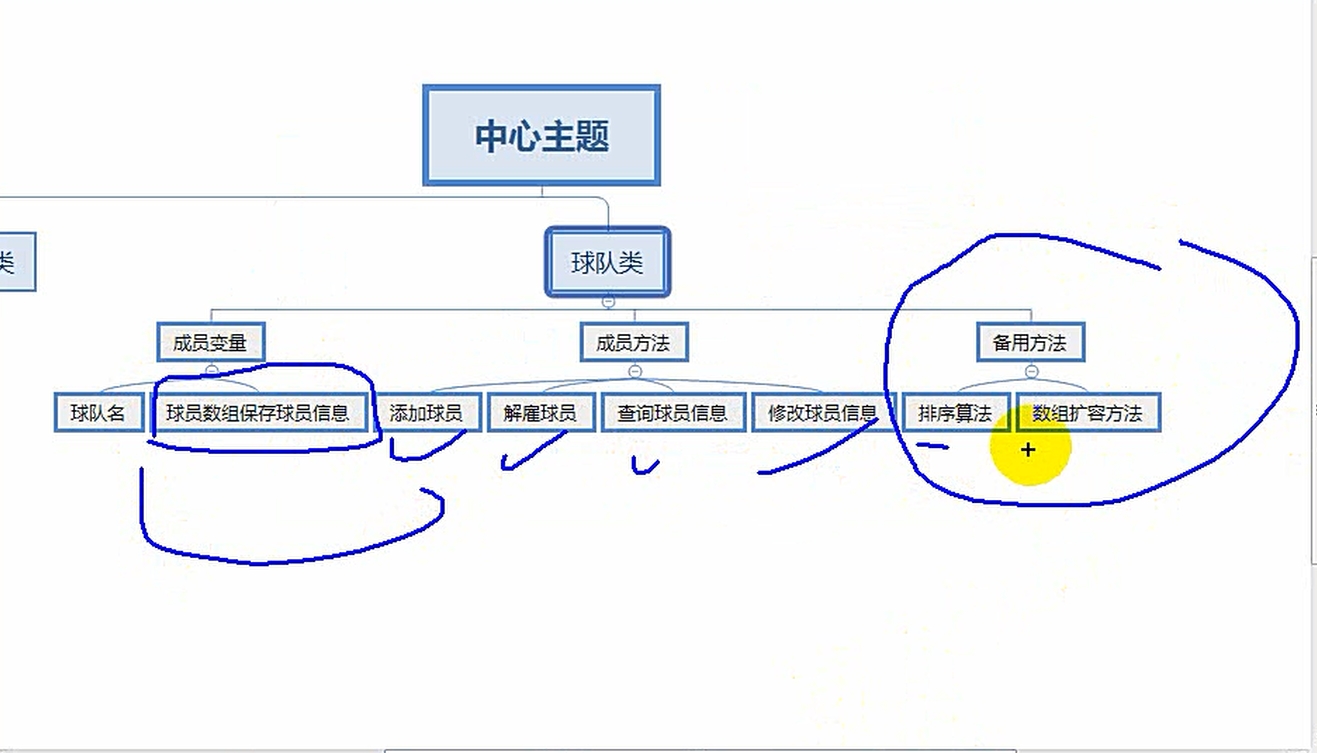 中心主题
类
球队类
成员变量
成员方法
备用方法
球队名
球员数组保存球员信息
添加球员
解雇球员
查询球员信息
修改球员信息
排序算法
数组扩容方法